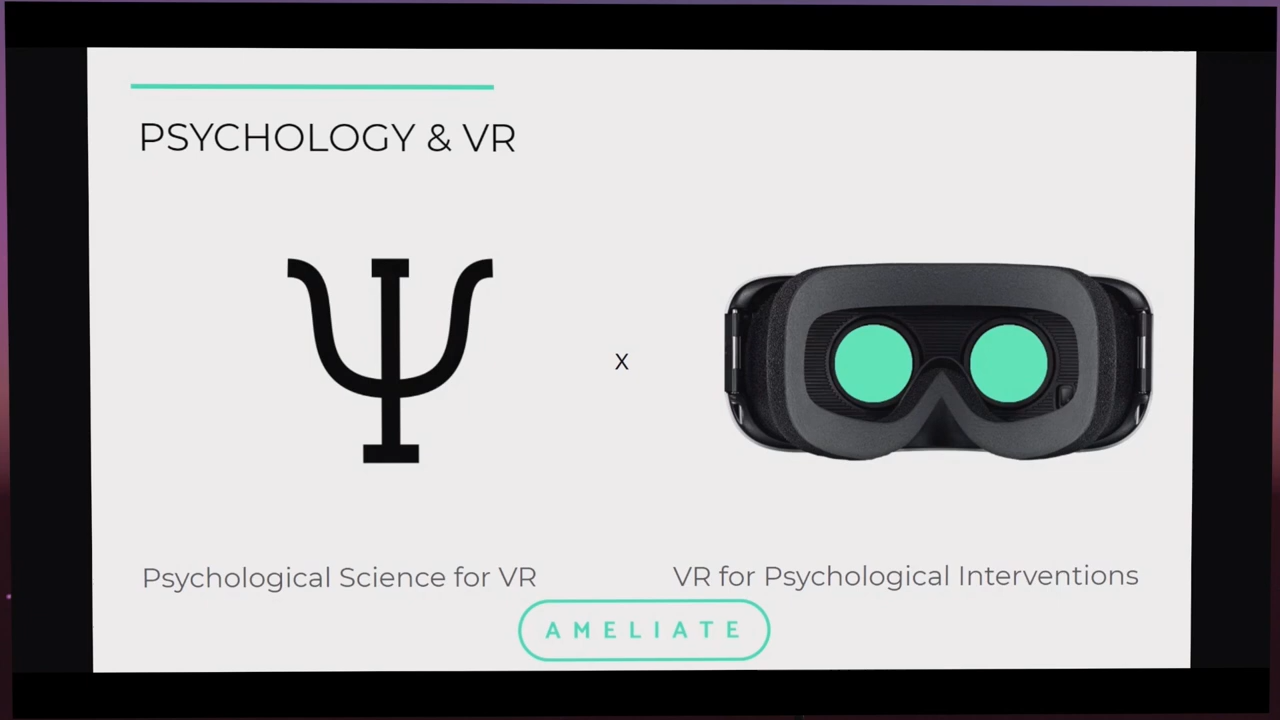 PSYCHOLOGY & VR
Ψ
X
Psychological Science for VR
VR for Psychological Interventions
AMELIATE